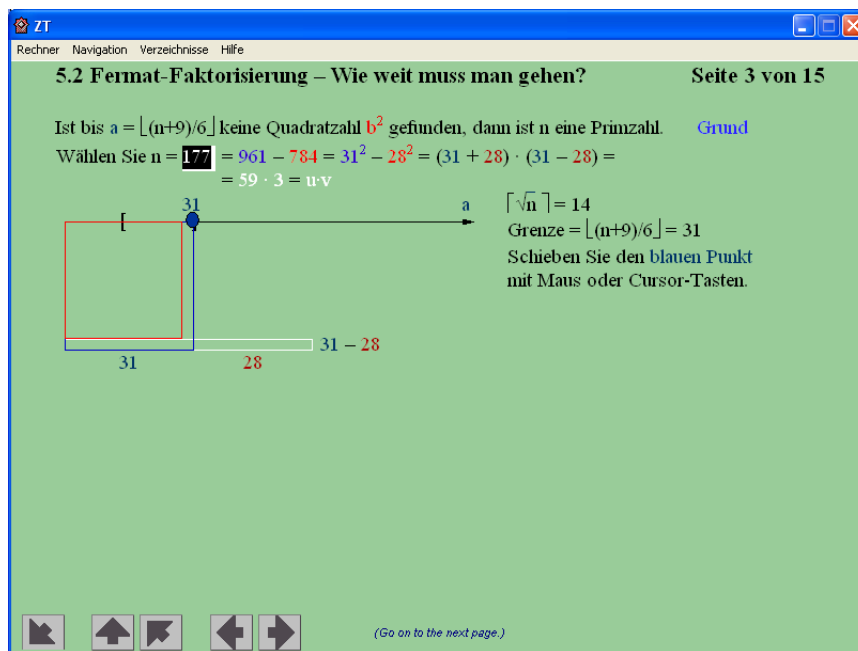 ZT
Rechner Navigation Verzeichnisse Hilfe
5.2 Fermat-Faktorisierung – Wie weit muss man gehen? Seite 3 von 15
Ist bis a = ⌊(n+9)/6⌋ keine Quadratzahl b² gefunden, dann ist n eine Primzahl. Grund
Wählen Sie n = 177 = 961 – 784 = 31² – 28² = (31 + 28) · (31 – 28) =
= 59 · 3 = u·v
31 a
⌈√n⌉ = 14
Grenze = ⌊(n+9)/6⌋ = 31
Schieben Sie den blauen Punkt
mit Maus oder Cursor-Tasten.
[
31 – 28
31 28
(Go on to the next page.)